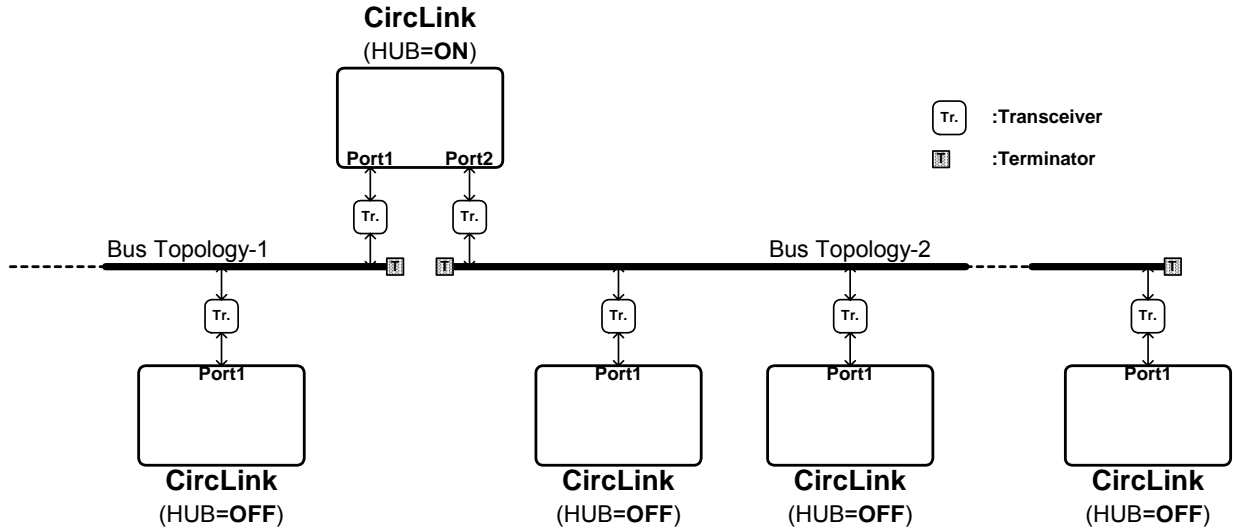 CircLink
(HUB=ON)
Port1 Port2
Tr. :Transceiver
T :Terminator
Tr. Tr.
Bus Topology-1 Bus Topology-2
T T T
Tr. Tr. Tr. Tr.
Port1 Port1 Port1 Port1
CircLink CircLink CircLink CircLink
(HUB=OFF) (HUB=OFF) (HUB=OFF) (HUB=OFF)